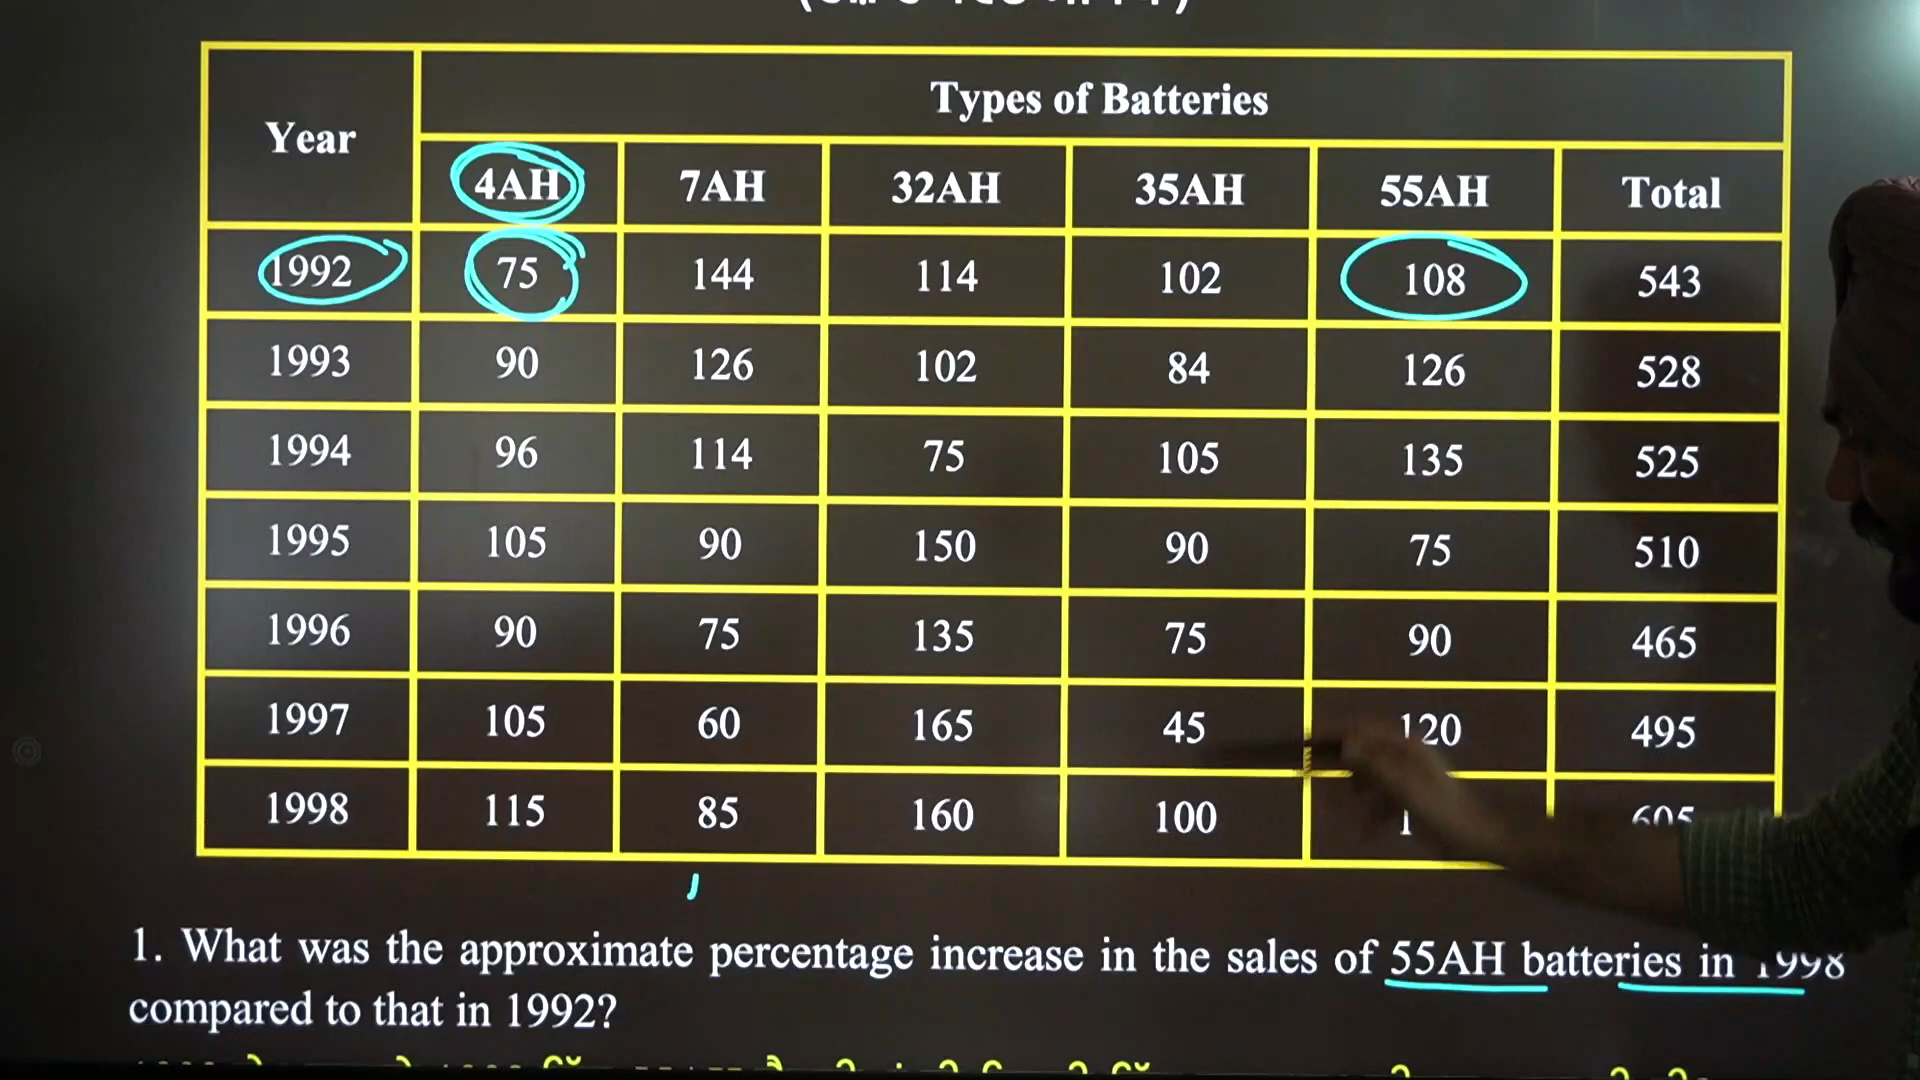 Types of Batteries
Year
4AH 7AH 32AH 35AH 55AH Total
1992 75 144 114 102 108 543
1993 90 126 102 84 126 528
1994 96 114 75 105 135 525
1995 105 90 150 90 75 510
1996 90 75 135 75 90 465
1997 105 60 165 45 120 495
1998 115 85 160 100 605
1. What was the approximate percentage increase in the sales of 55AH batteries in 1998
compared to that in 1992?